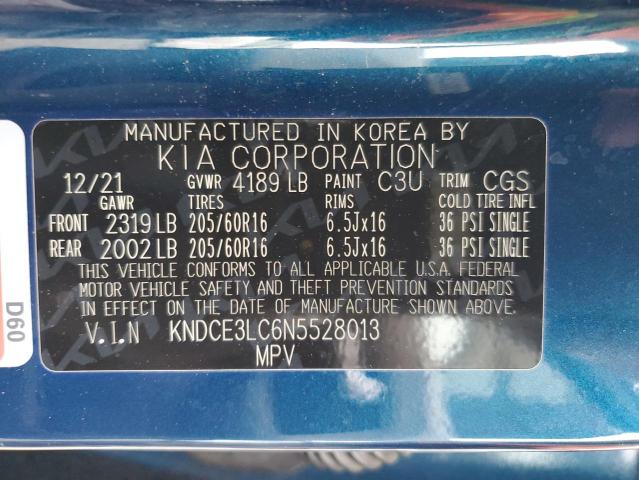 MANUFACTURED IN KOREA BY
KIA CORPORATION
12/21 GVWR 4189 LB PAINT C3U TRIM CGS
GAWR TIRES RIMS COLD TIRE INFL
FRONT 2319 LB 205/60R16 6.5Jx16 36 PSI SINGLE
REAR 2002 LB 205/60R16 6.5Jx16 36 PSI SINGLE
THIS VEHICLE CONFORMS TO ALL APPLICABLE U.S.A. FEDERAL
MOTOR VEHICLE SAFETY AND THEFT PREVENTION STANDARDS
IN EFFECT ON THE DATE OF MANUFACTURE SHOWN ABOVE.
V.I.N KNDCE3LC6N5528013
MPV
D60